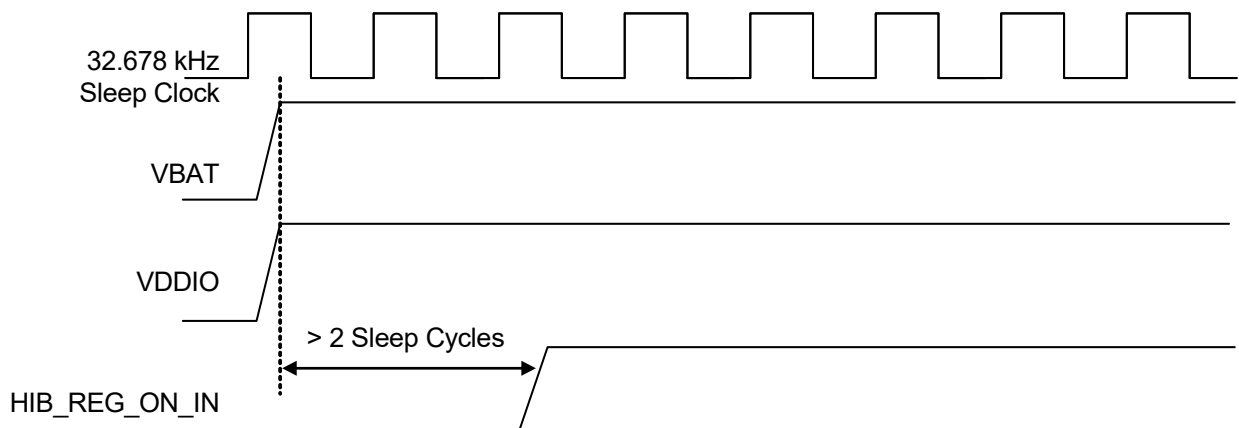 32.678 kHz
Sleep Clock
VBAT
VDDIO
> 2 Sleep Cycles
HIB_REG_ON_IN